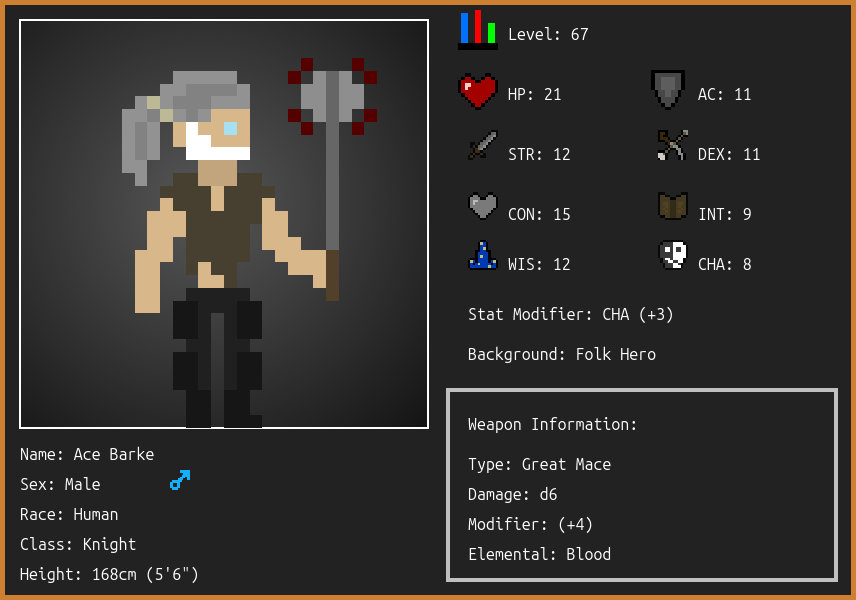 Level: 67
HP: 21
AC: 11
STR: 12
DEX: 11
CON: 15
INT: 9
WIS: 12
CHA: 8
Stat Modifier: CHA (+3)
Background: Folk Hero
Weapon Information:
Type: Great Mace
Damage: d6
Modifier: (+4)
Elemental: Blood
Name: Ace Barke
Sex: Male
Race: Human
Class: Knight
Height: 168cm (5'6")